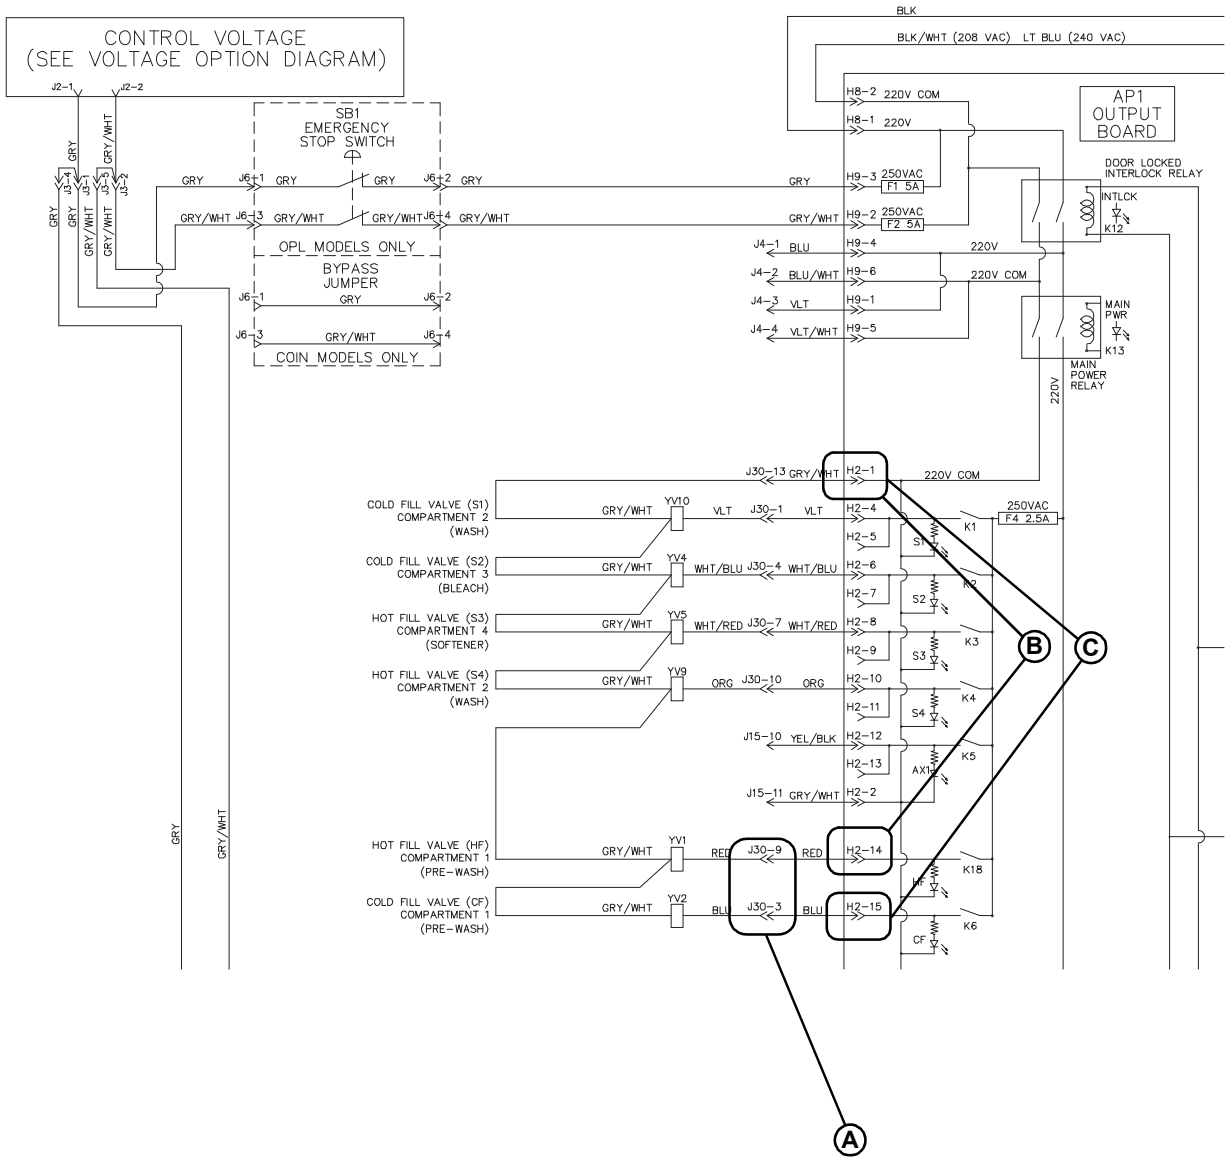 BLK
BLK/WHT (208 VAC) LT BLU (240 VAC)
CONTROL VOLTAGE
(SEE VOLTAGE OPTION DIAGRAM)
J2-1
J2-2
H8-2
220V COM
H8-1
220V
AP1
OUTPUT
BOARD
SB1
EMERGENCY
STOP SWITCH
GRY
GRY/WHT
J3-4
J3-1
J3-5
J3-2
GRY
GRY
GRY/WHT
GRY/WHT
GRY
J6-1
GRY
GRY
J6-2
GRY
GRY
H9-3
250VAC
F1 5A
DOOR LOCKED
INTERLOCK RELAY
INTLCK
K12
GRY/WHT
J6-3
GRY/WHT
GRY/WHT
J6-4
GRY/WHT
GRY/WHT
H9-2
250VAC
F2 5A
OPL MODELS ONLY
BYPASS
JUMPER
J6-1
GRY
J6-2
J6-3
GRY/WHT
J6-4
COIN MODELS ONLY
J4-1
BLU
H9-4
220V
J4-2
BLU/WHT
H9-6
220V COM
J4-3
VLT
H9-1
J4-4
VLT/WHT
H9-5
MAIN
PWR
K13
MAIN
POWER
RELAY
220V
J30-13
GRY/WHT
H2-1
220V COM
COLD FILL VALVE (S1)
COMPARTMENT 2
(WASH)
GRY/WHT
YV10
VLT
J30-1
VLT
H2-4
K1
250VAC
F4 2.5A
H2-5
S1
COLD FILL VALVE (S2)
COMPARTMENT 3
(BLEACH)
GRY/WHT
YV4
WHT/BLU
J30-4
WHT/BLU
H2-6
K2
H2-7
S2
HOT FILL VALVE (S3)
COMPARTMENT 4
(SOFTENER)
GRY/WHT
YV5
WHT/RED
J30-7
WHT/RED
H2-8
K3
H2-9
S3
B
C
HOT FILL VALVE (S4)
COMPARTMENT 2
(WASH)
GRY/WHT
YV9
ORG
J30-10
ORG
H2-10
K4
H2-11
S4
J15-10
YEL/BLK
H2-12
K5
H2-13
AX1
J15-11
GRY/WHT
H2-2
GRY
GRY/WHT
HOT FILL VALVE (HF)
COMPARTMENT 1
(PRE-WASH)
GRY/WHT
YV1
RED
J30-9
RED
H2-14
K18
HF
COLD FILL VALVE (CF)
COMPARTMENT 1
(PRE-WASH)
GRY/WHT
YV2
BLU
J30-3
BLU
H2-15
K6
CF
A